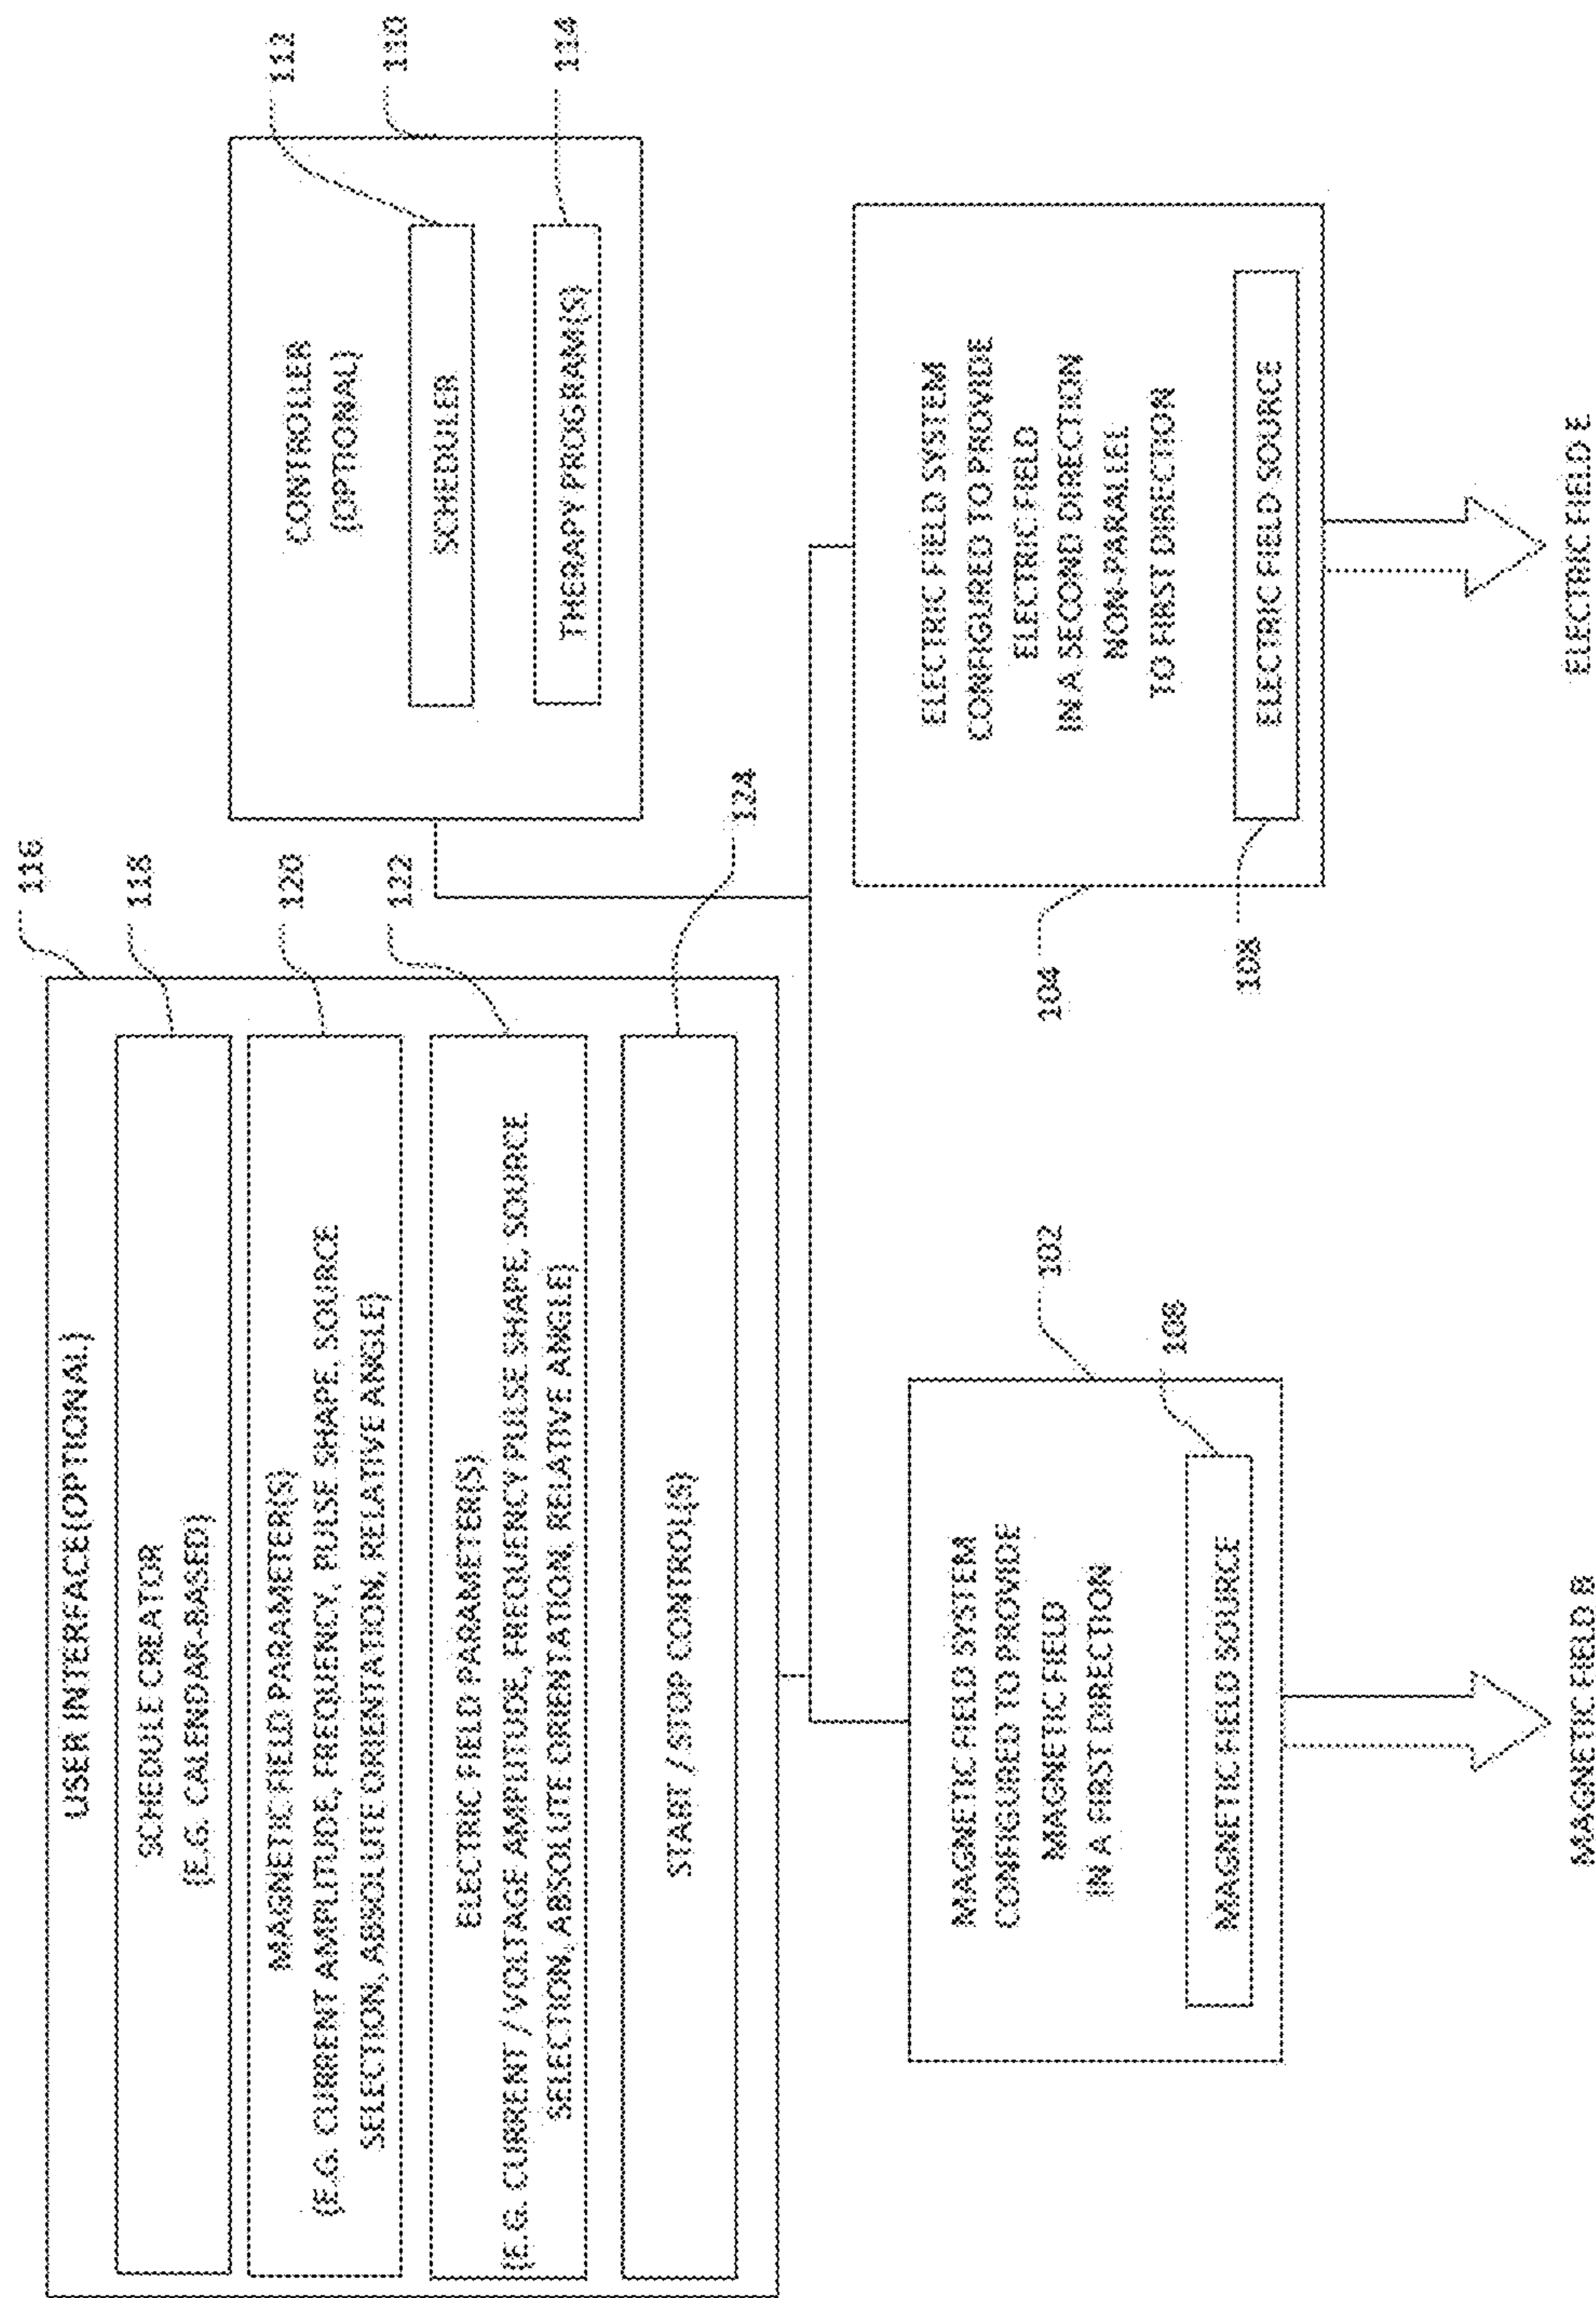 USER INTERFACE(OPTIONAL)
116
SCHEDULE CREATOR
(E.G. CALENDAR-BASED)
118
MAGNETIC FIELD PARAMETER(S)
(E.G. CURRENT AMPLITUDE, FREQUENCY, PULSE SHAPE, SOURCE
SELECTION, ABSOLUTE ORIENTATION, RELATIVE ANGLE)
120
ELECTRIC FIELD PARAMETER(S)
(E.G. CURRENT / VOLTAGE AMPLITUDE, FREQUENCY PULSE SHAPE, SOURCE
SELECTION, ABSOLUTE ORIENTATION, RELATIVE ANGLE)
122
START / STOP CONTROL(S)
124
CONTROLLER
(OPTIONAL)
110
SCHEDULER
112
THERAPY PROGRAM(S)
114
MAGNETIC FIELD SYSTEM
CONFIGURED TO PROVIDE
MAGNETIC FIELD
IN A FIRST DIRECTION
102
MAGNETIC FIELD SOURCE
MAGNETIC FIELD B
ELECTRIC FIELD SYSTEM
CONFIGURED TO PROVIDE
ELECTRIC FIELD
IN A SECOND DIRECTION
NON-PARALLEL
TO FIRST DIRECTION
104
ELECTRIC FIELD SOURCE
108
ELECTRIC FIELD E